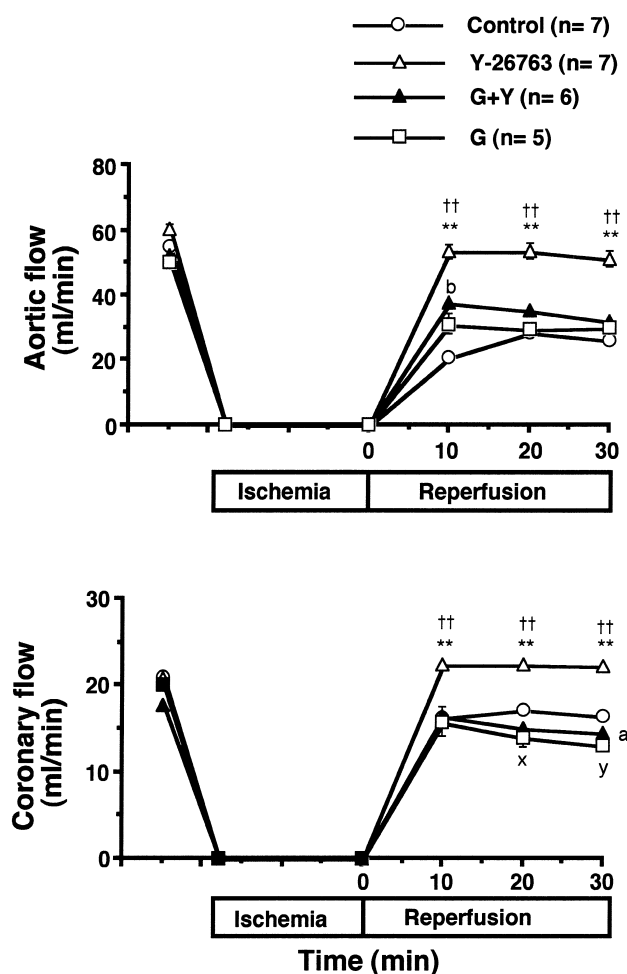 Control (n= 7)
Y-26763 (n= 7)
G+Y (n= 6)
G (n= 5)
Aortic flow
(ml/min)
80
60
40
20
0
††
**
††
**
††
**
b
0
10
20
30
Ischemia
Reperfusion
Coronary flow
(ml/min)
30
20
10
0
††
**
††
**
††
**
a
x
y
0
10
20
30
Ischemia
Reperfusion
Time (min)